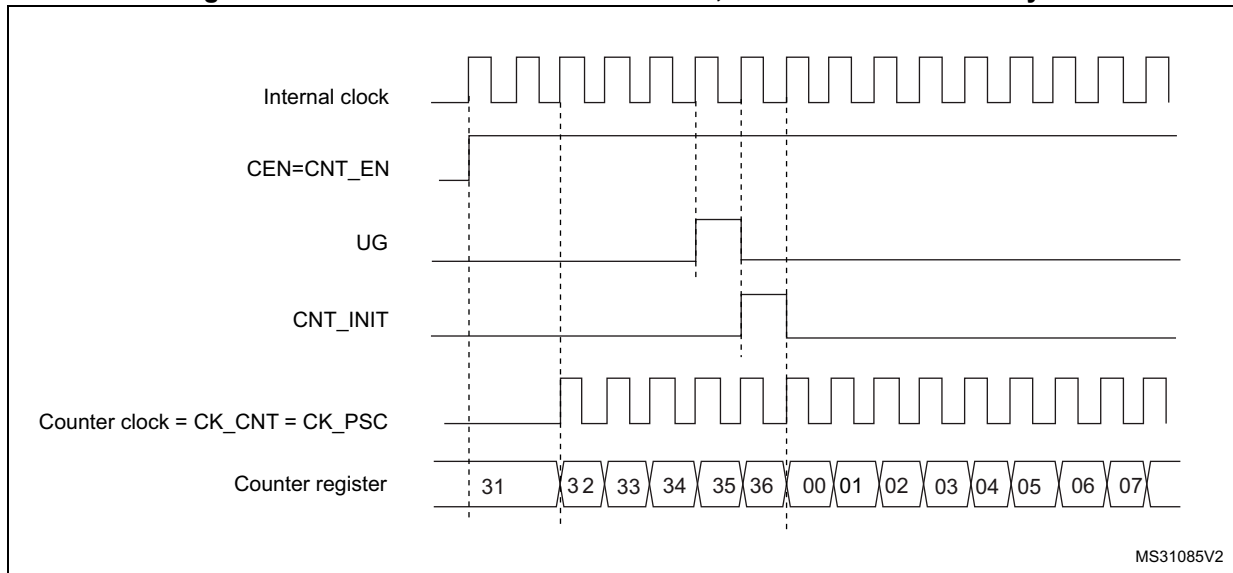 Internal clock
CEN=CNT_EN
UG
CNT_INIT
Counter clock = CK_CNT = CK_PSC
Counter register 31 32 33 34 35 36 00 01 02 03 04 05 06 07
MS31085V2